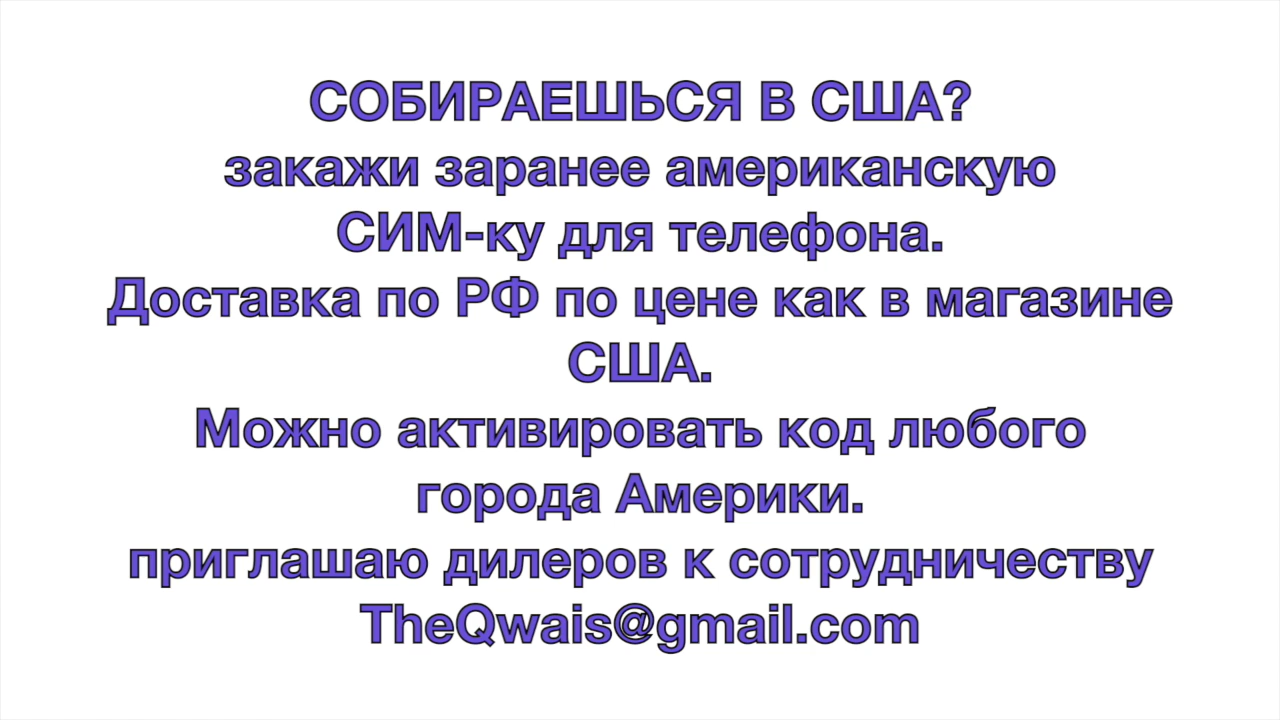 СОБИРАЕШЬСЯ В США?
закажи заранее американскую
СИМ-ку для телефона.
Доставка по РФ по цене как в магазине
США.
Можно активировать код любого
города Америки.
приглашаю дилеров к сотрудничеству
TheQwais@gmail.com